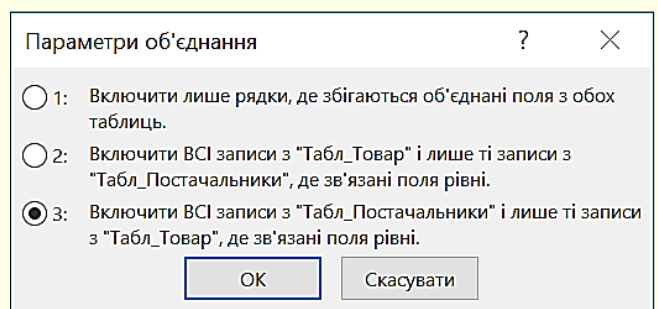 Параметри об'єднання ?
1: Включити лише рядки, де збігаються об'єднані поля з обох
таблиць.
2: Включити ВСІ записи з "Табл_Товар" і лише ті записи з
"Табл_Постачальники", де зв'язані поля рівні.
3: Включити ВСІ записи з "Табл_Постачальники" і лише ті записи
з "Табл_Товар", де зв'язані поля рівні.
ОК Скасувати